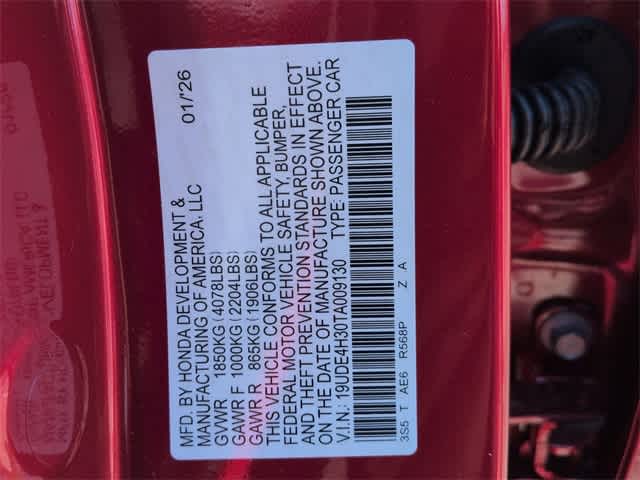 MFD. BY HONDA DEVELOPMENT & 01/'26
MANUFACTURING OF AMERICA, LLC
GVWR 1850KG (4078LBS)
GAWR F 1000KG (2204LBS)
GAWR R 865KG (1906LBS)
THIS VEHICLE CONFORMS TO ALL APPLICABLE
FEDERAL MOTOR VEHICLE SAFETY, BUMPER,
AND THEFT PREVENTION STANDARDS IN EFFECT
ON THE DATE OF MANUFACTURE SHOWN ABOVE.
V.I.N.: 19UDE4H30TA009130 TYPE: PASSENGER CAR
3S5 T AE6 R568P Z A